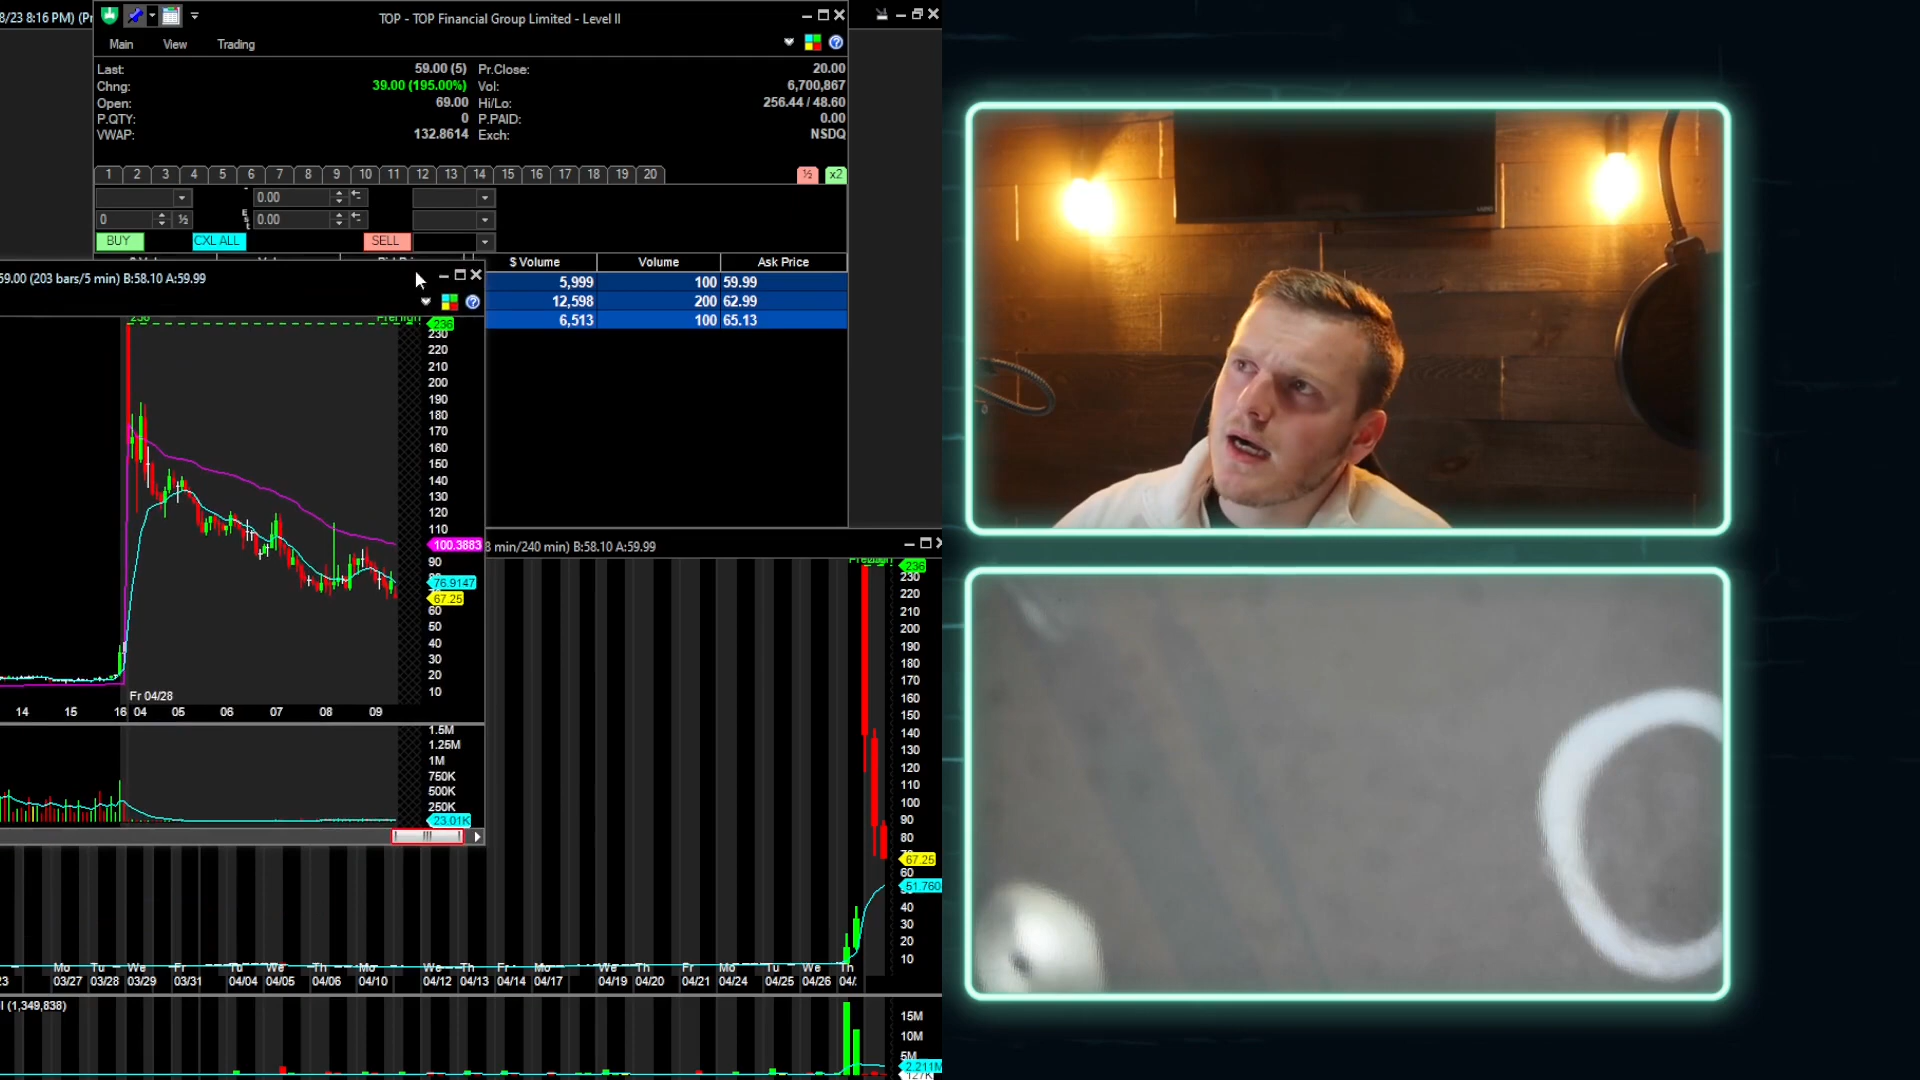 8/23 8:16 PM) (Pr
TOP - TOP Financial Group Limited - Level II
Main View Trading
Last: 59.00 (5) Pr.Close: 20.00
Chng: 39.00 (195.00%) Vol: 6,700,867
Open: 69.00 Hi/Lo: 256.44 / 48.60
P.QTY: 0 P.PAID: 0.00
VWAP: 132.8614 Exch: NSDQ
1 2 3 4 5 6 7 8 9 10 11 12 13 14 15 16 17 18 19 20 ½ x2
0.00
0 ½ 0.00
BUY CXL ALL SELL
$ Volume Volume Ask Price
5,999 100 59.99
12,598 200 62.99
6,513 100 65.13
59.00 (203 bars/5 min) B:58.10 A:59.99
236
230
220
210
200
190
180
170
160
150
140
130
120
110
100.3883
90
80
76.9147
67.25
60
50
40
30
20
10
Fr 04/28
14 15 16 04 05 06 07 08 09
1.5M
1.25M
1M
750K
500K
250K
23.01K
8 min/240 min) B:58.10 A:59.99
236
230
220
210
200
190
180
170
160
150
140
130
120
110
100
90
80
67.25
60
51.760
40
30
20
10
Mo Tu We Fr Tu We Th Mo We Th Fr Mo We Th Fr Mo Tu We Th
03/27 03/28 03/29 03/31 04/04 04/05 04/06 04/10 04/12 04/13 04/14 04/17 04/19 04/20 04/21 04/24 04/25 04/26 04/
(1,349,838)
15M
10M
5M
2.211M
127K